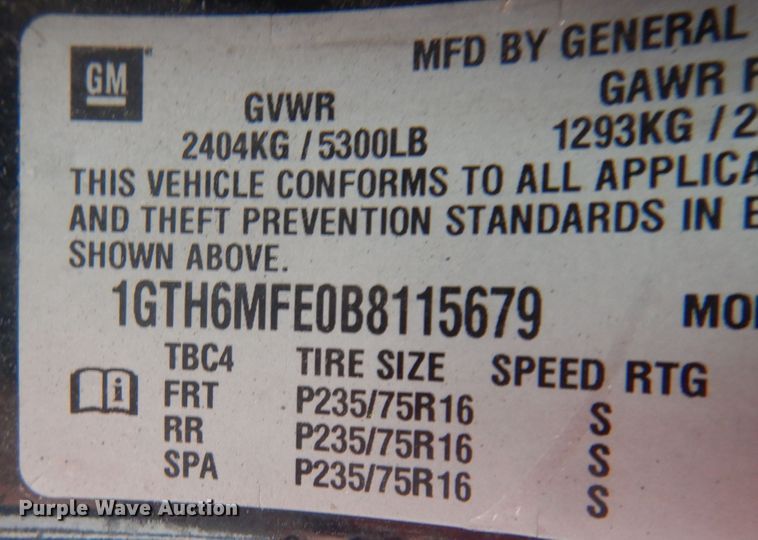 GM
MFD BY GENERAL
GVWR
GAWR F
2404KG / 5300LB
1293KG / 2
THIS VEHICLE CONFORMS TO ALL APPLICA
AND THEFT PREVENTION STANDARDS IN E
SHOWN ABOVE.
1GTH6MFE0B8115679
MO
TBC4 TIRE SIZE SPEED RTG
FRT P235/75R16 S
RR P235/75R16 S
SPA P235/75R16 S
Purple Wave Auction